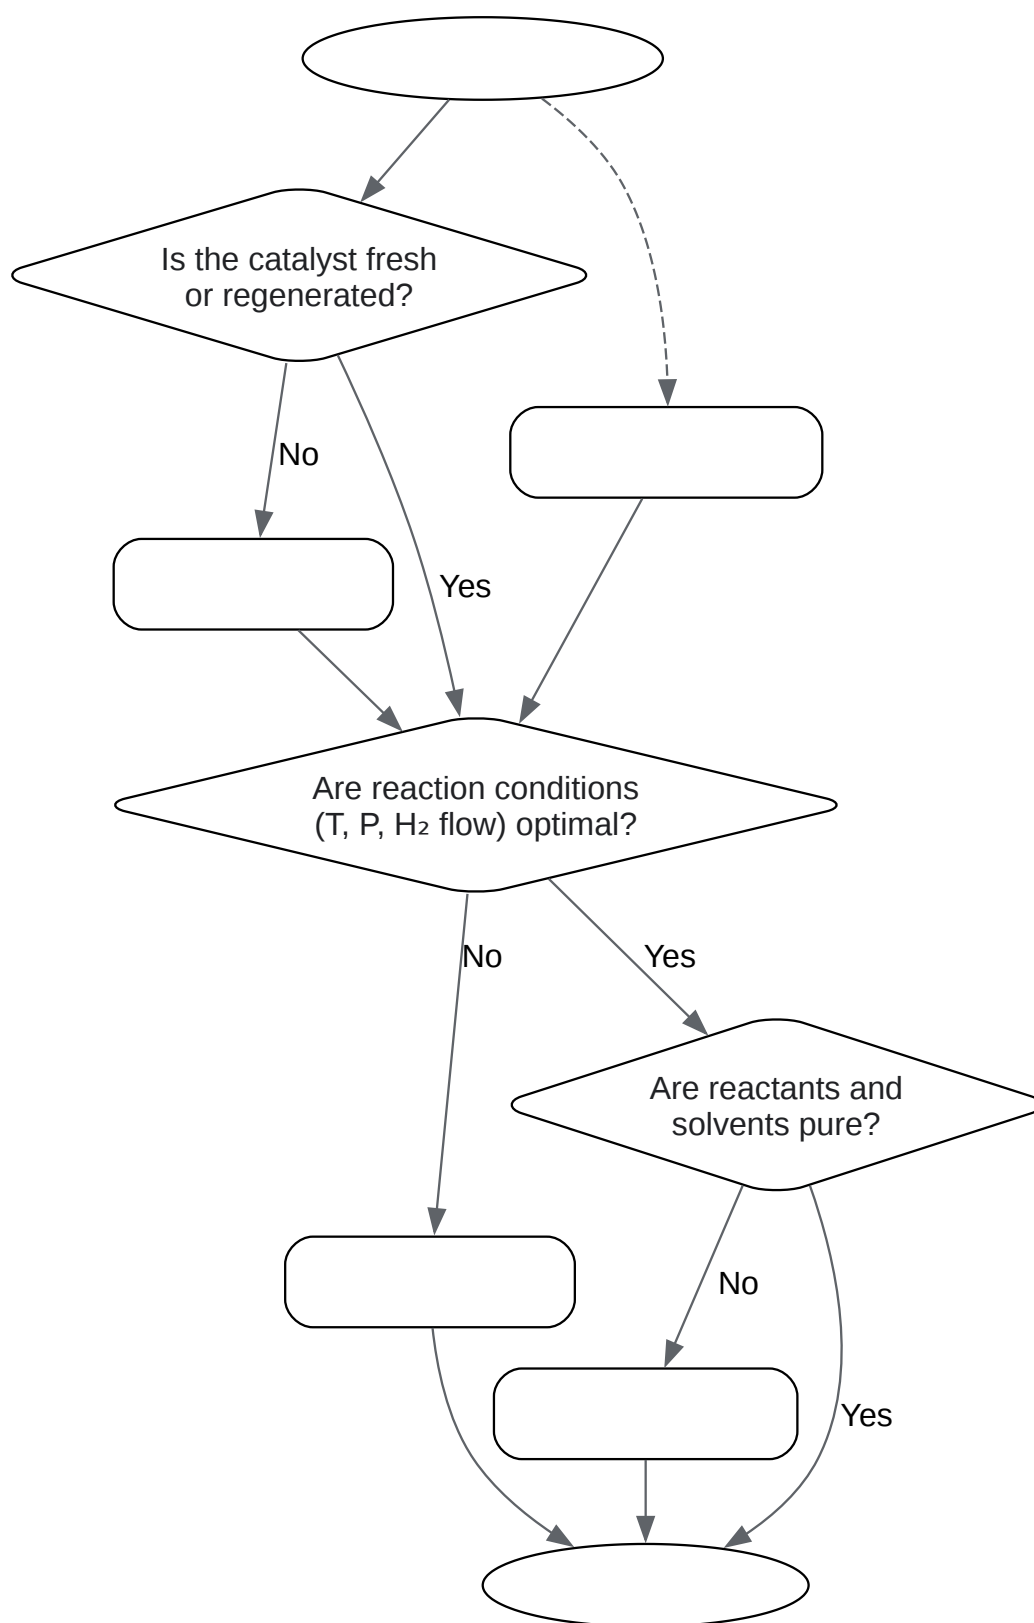 Is the catalyst fresh
or regenerated?
No
Yes
Are reaction conditions
(T, P, H₂ flow) optimal?
No
Yes
Are reactants and
solvents pure?
No
Yes